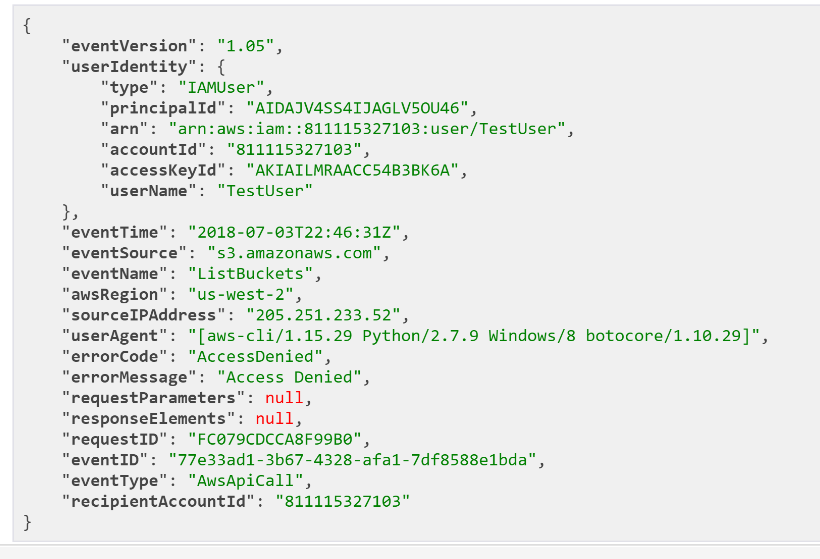 {
"eventVersion": "1.05",
"userIdentity": {
"type": "IAMUser",
"principalId": "AIDAJV4SS4IJAGLV5OU46",
"arn": "arn:aws:iam::811115327103:user/TestUser",
"accountId": "811115327103",
"accessKeyId": "AKIAILMRAACC54B3BK6A",
"userName": "TestUser"
},
"eventTime": "2018-07-03T22:46:31Z",
"eventSource": "s3.amazonaws.com",
"eventName": "ListBuckets",
"awsRegion": "us-west-2",
"sourceIPAddress": "205.251.233.52",
"userAgent": "[aws-cli/1.15.29 Python/2.7.9 Windows/8 botocore/1.10.29]",
"errorCode": "AccessDenied",
"errorMessage": "Access Denied",
"requestParameters": null,
"responseElements": null,
"requestID": "FC079CDCCA8F99B0",
"eventID": "77e33ad1-3b67-4328-afa1-7df8588e1bda",
"eventType": "AwsApiCall",
"recipientAccountId": "811115327103"
}